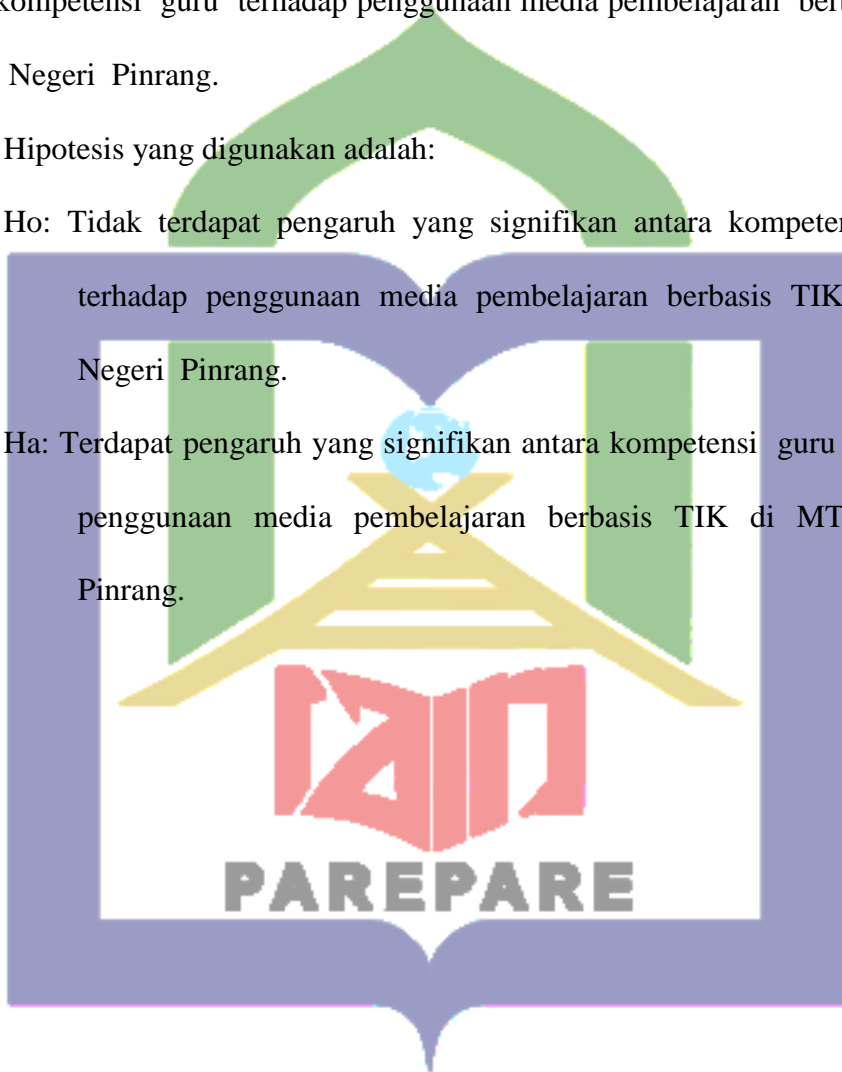 kompetensi guru terhadap penggunaan media pembelajaran
Negeri Pinrang.
Hipotesis yang digunakan adalah:
Ho: Tidak terdapat pengaruh yang signifikan antara
terhadap penggunaan media pembelajaran berbasis TIK
Negeri Pinrang.
Ha: Terdapat pengaruh yang signifikan antara kompetensi guru
penggunaan media pembelajaran berbasis TIK di
Pinrang.
iain
PAREPARE